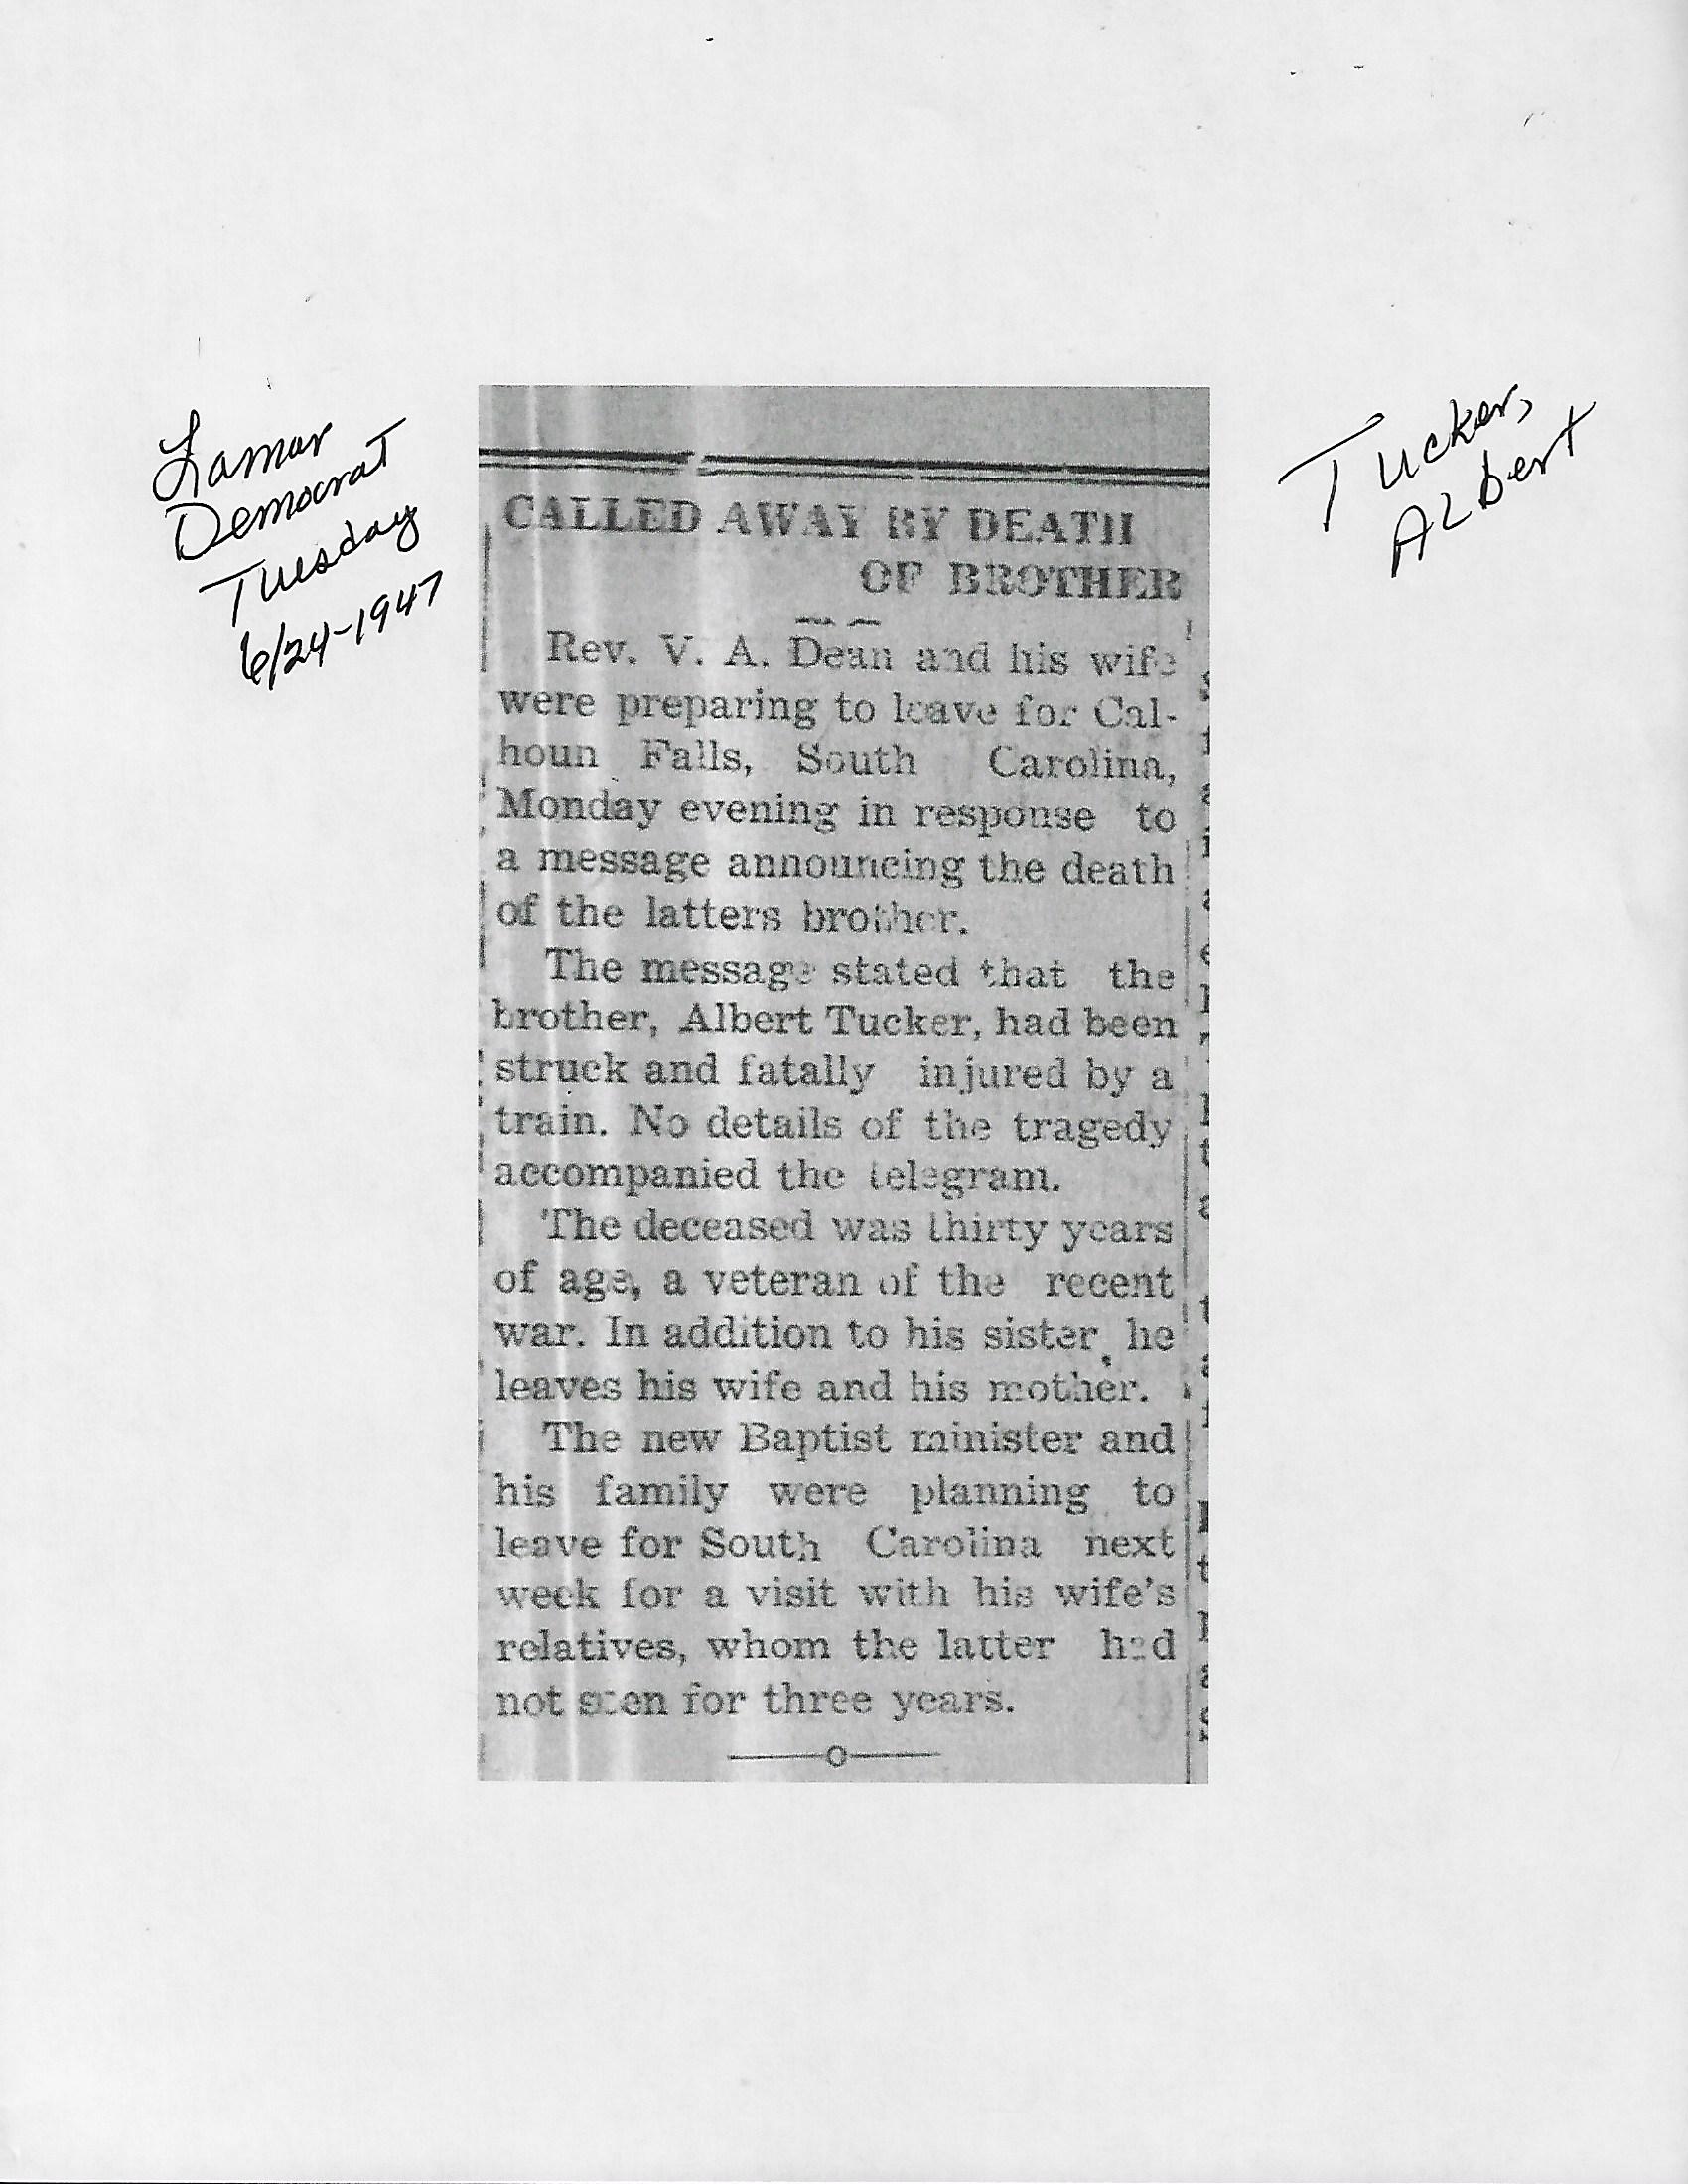 Lamar
Democrat
Tuesday
6/24-1947
Tucker,
Albert
CALLED AWAY BY DEATH
OF BROTHER
Rev. V. A. Dean and his wife
were preparing to leave for Cal-
houn Falls, South Carolina,
Monday evening in response to
a message announcing the death
of the latters brother.
The message stated that the
brother, Albert Tucker, had been
struck and fatally injured by a
train. No details of the tragedy
accompanied the telegram.
The deceased was thirty years
of age, a veteran of the recent
war. In addition to his sister, he
leaves his wife and his mother.
The new Baptist minister and
his family were planning to
leave for South Carolina next
week for a visit with his wife's
relatives, whom the latter had
not seen for three years.